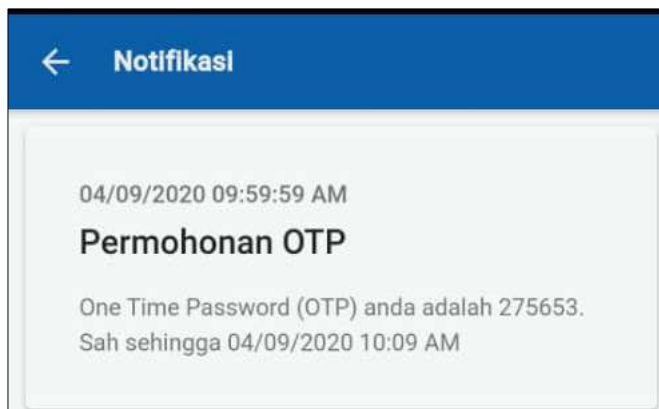 Notifikasi
04/09/2020 09:59:59 AM
Permohonan OTP
One Time Password (OTP) anda adalah 275653.
Sah sehingga 04/09/2020 10:09 AM